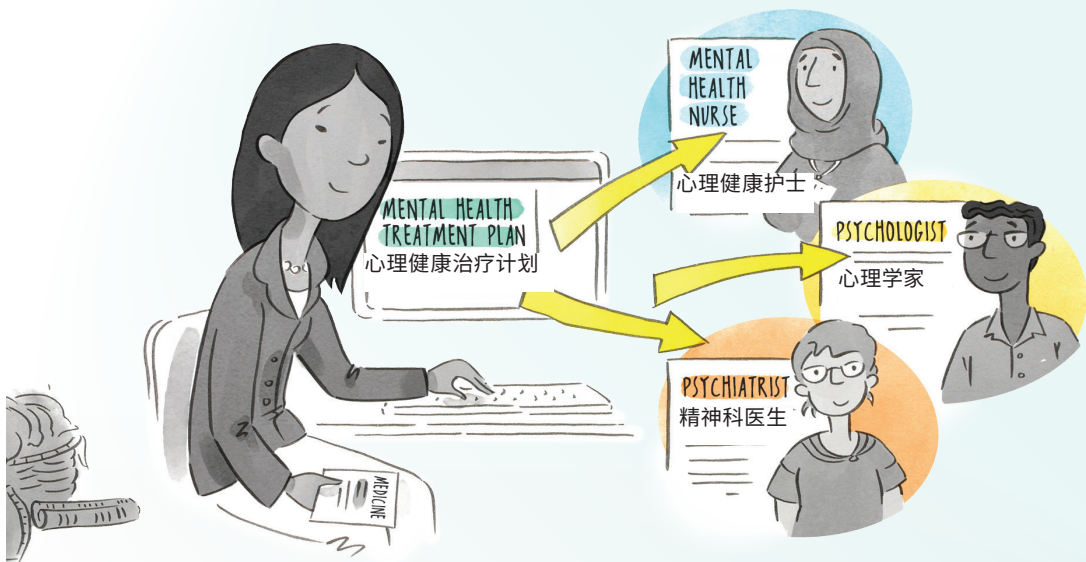 MENTAL HEALTH
TREATMENT PLAN
心理健康治疗计划
MEDICINE
MENTAL
HEALTH
NURSE
心理健康护士
PSYCHOLOGIST
心理学家
PSYCHIATRIST
精神科医生